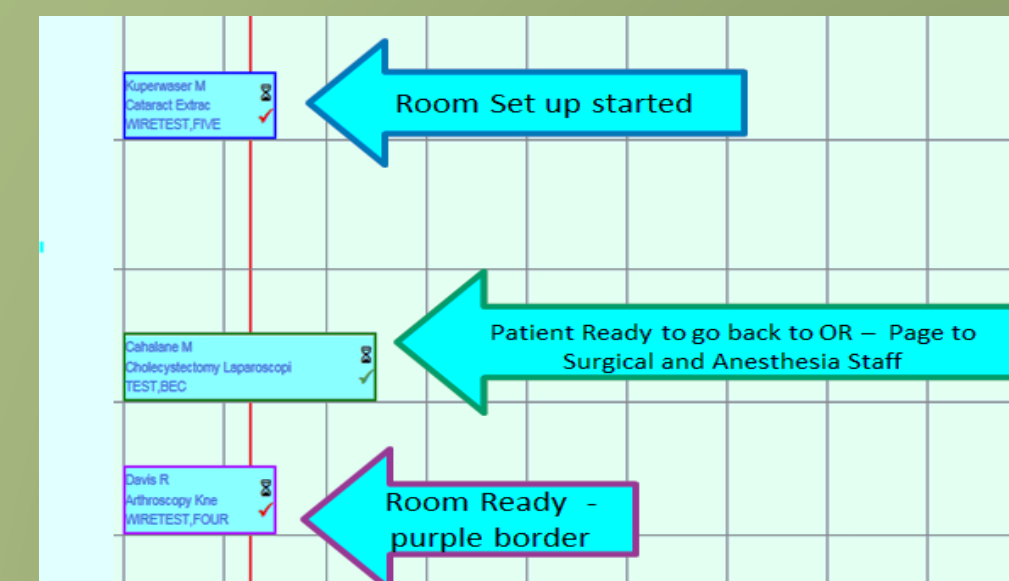 Kuperwaser M
Cataract Extrac
WIRETEST,FIVE
Room Set up started
Cahalane M
Cholecystectomy Laparoscopi
TEST,BEC
Patient Ready to go back to OR – Page to
Surgical and Anesthesia Staff
Davis R
Arthroscopy Kne
WIRETEST,FOUR
Room Ready -
purple border